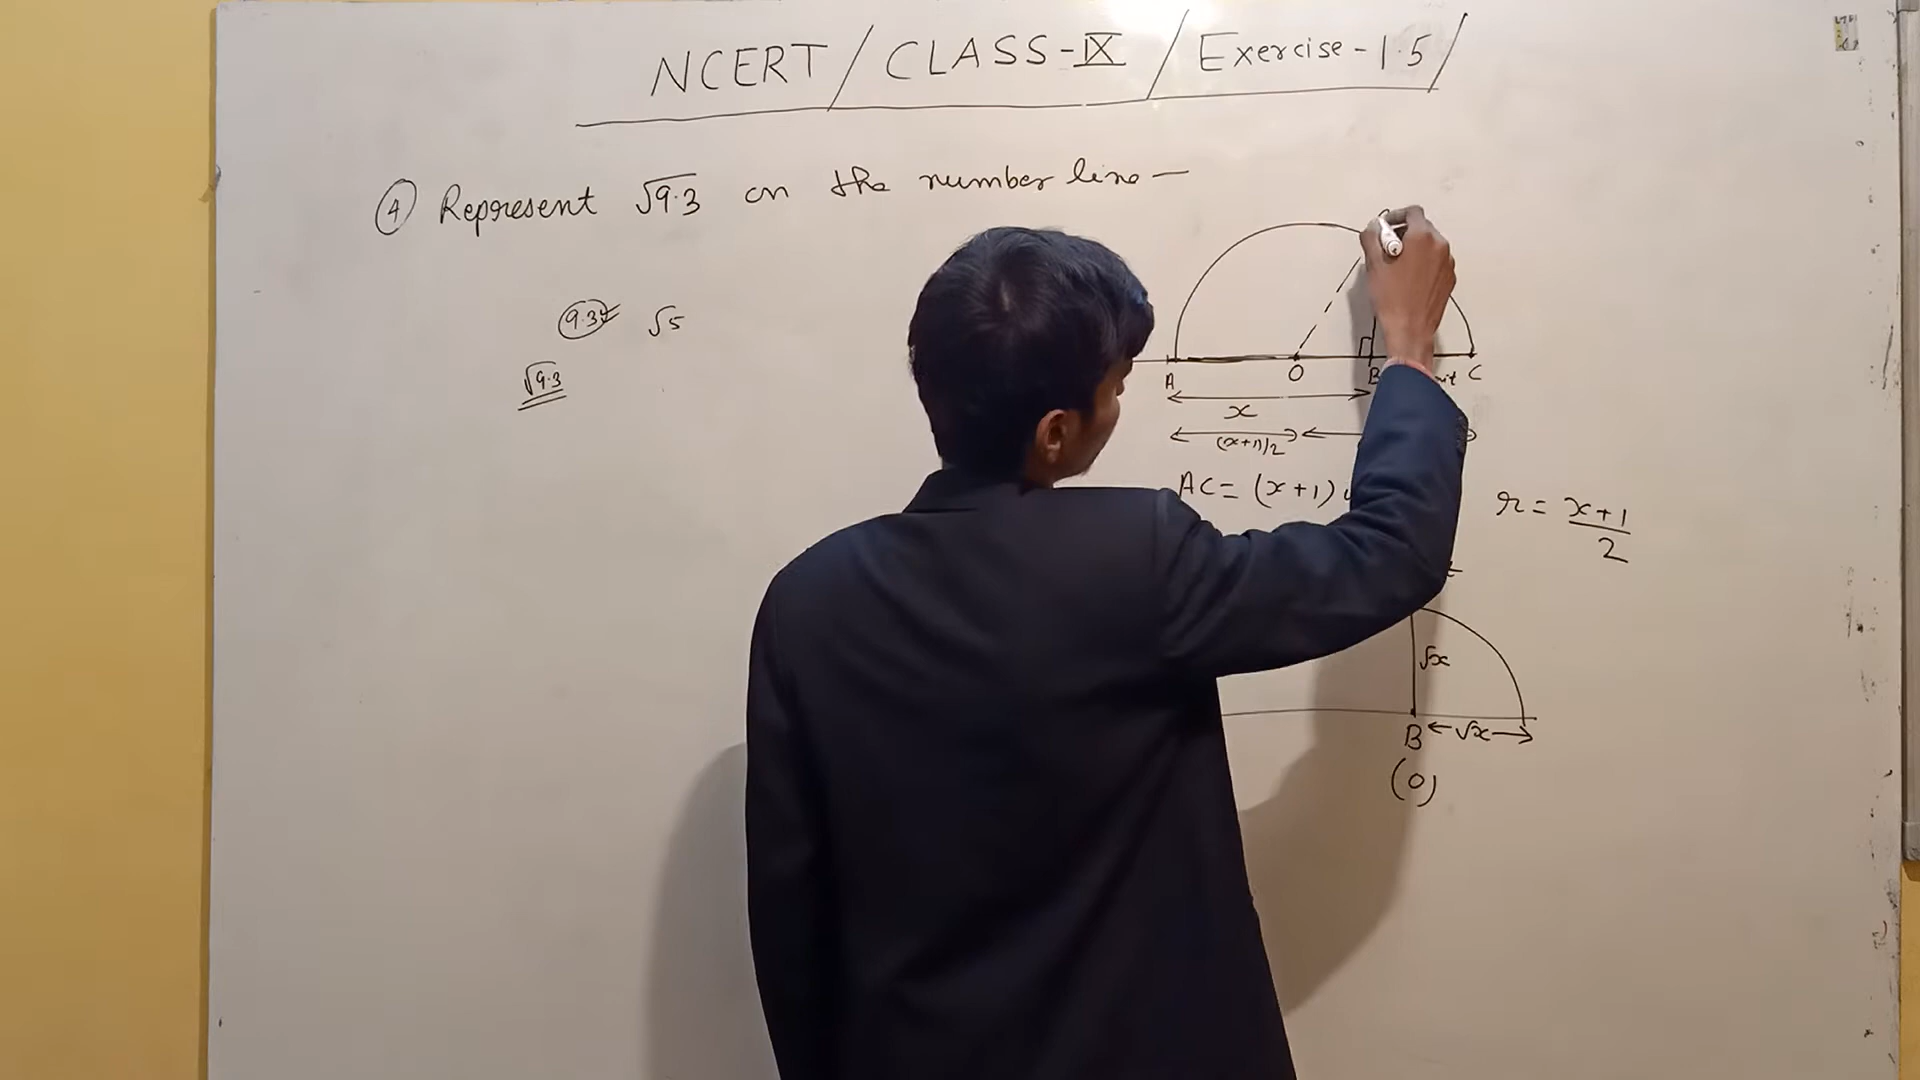 NCERT/CLASS-IX/Exercise-1.5/
④ Represent √9.3 on the number line—
9.3 √5
√9.3
A O B C
x
(x+1)/2
AC = (x+1)
r = x+1/2
√x
B ←√x→
(0)